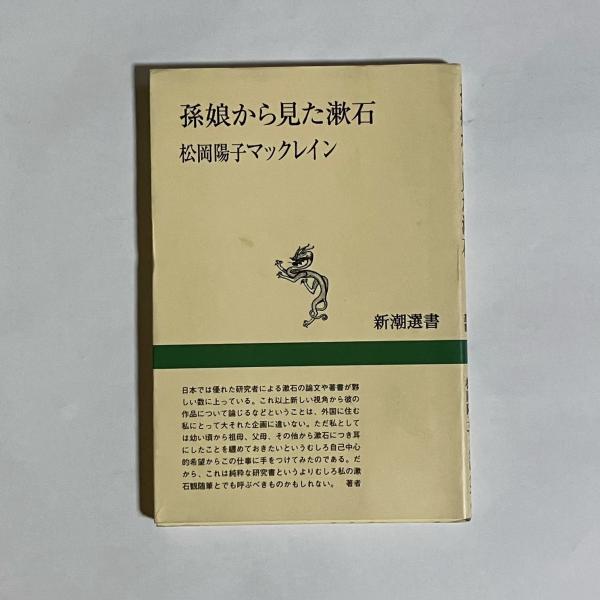 孫娘から見た漱石
松岡陽子マックレイン
新潮選書
日本では優れた研究者による漱石の論文や著書が夥
しい数に上っている。これ以上新しい視角から彼の
作品について論じるなどということは、外国に住む
私にとって大それた企画に違いない。ただ私として
は幼い頃から祖母、父母、その他から漱石につき耳
にしたことを纏めておきたいというむしろ自己中心
的希望からこの仕事に手をつけてみたのである。だ
から、これは純粋な研究書というよりむしろ私の漱
石観随筆とでも呼ぶべきものかもしれない。 著者